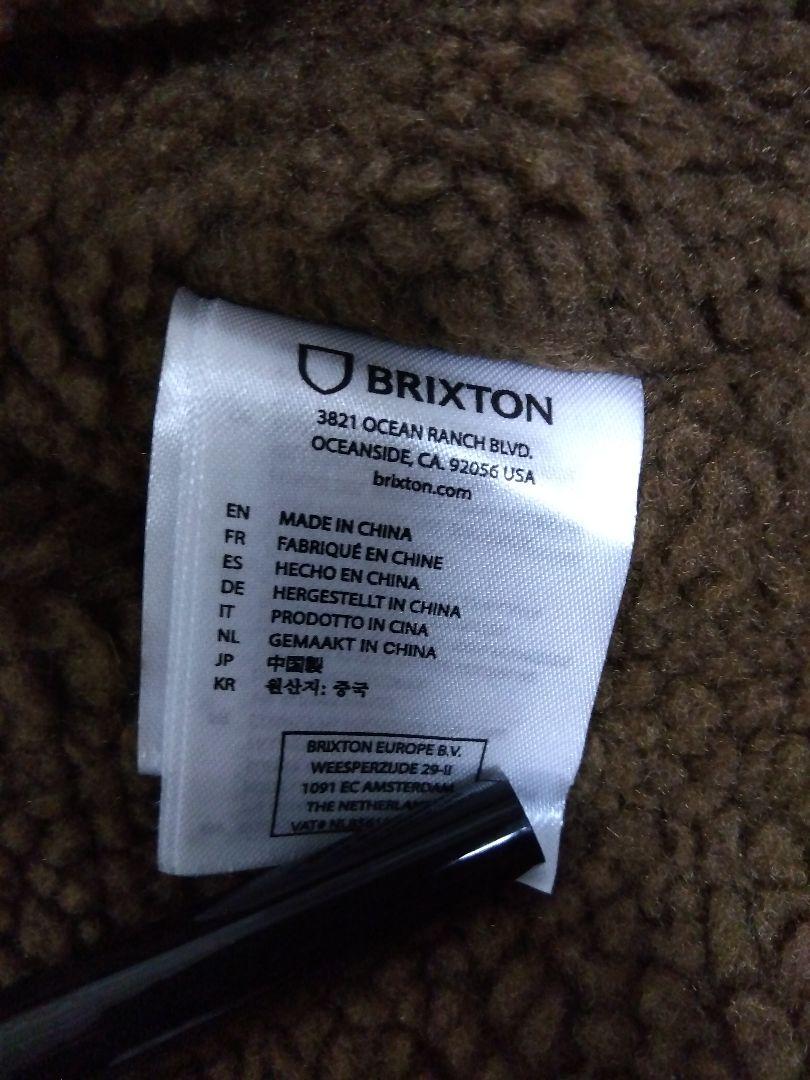 BRIXTON
3821 OCEAN RANCH BLVD.
OCEANSIDE, CA. 92056 USA
brixton.com
EN MADE IN CHINA
FR FABRIQUÉ EN CHINE
ES HECHO EN CHINA
DE HERGESTELLT IN CHINA
IT PRODOTTO IN CINA
NL GEMAAKT IN CHINA
JP 中国製
KR 원산지: 중국
BRIXTON EUROPE B.V.
WEESPERZIJDE 29-II
1091 EC AMSTERDAM
THE
VAT#